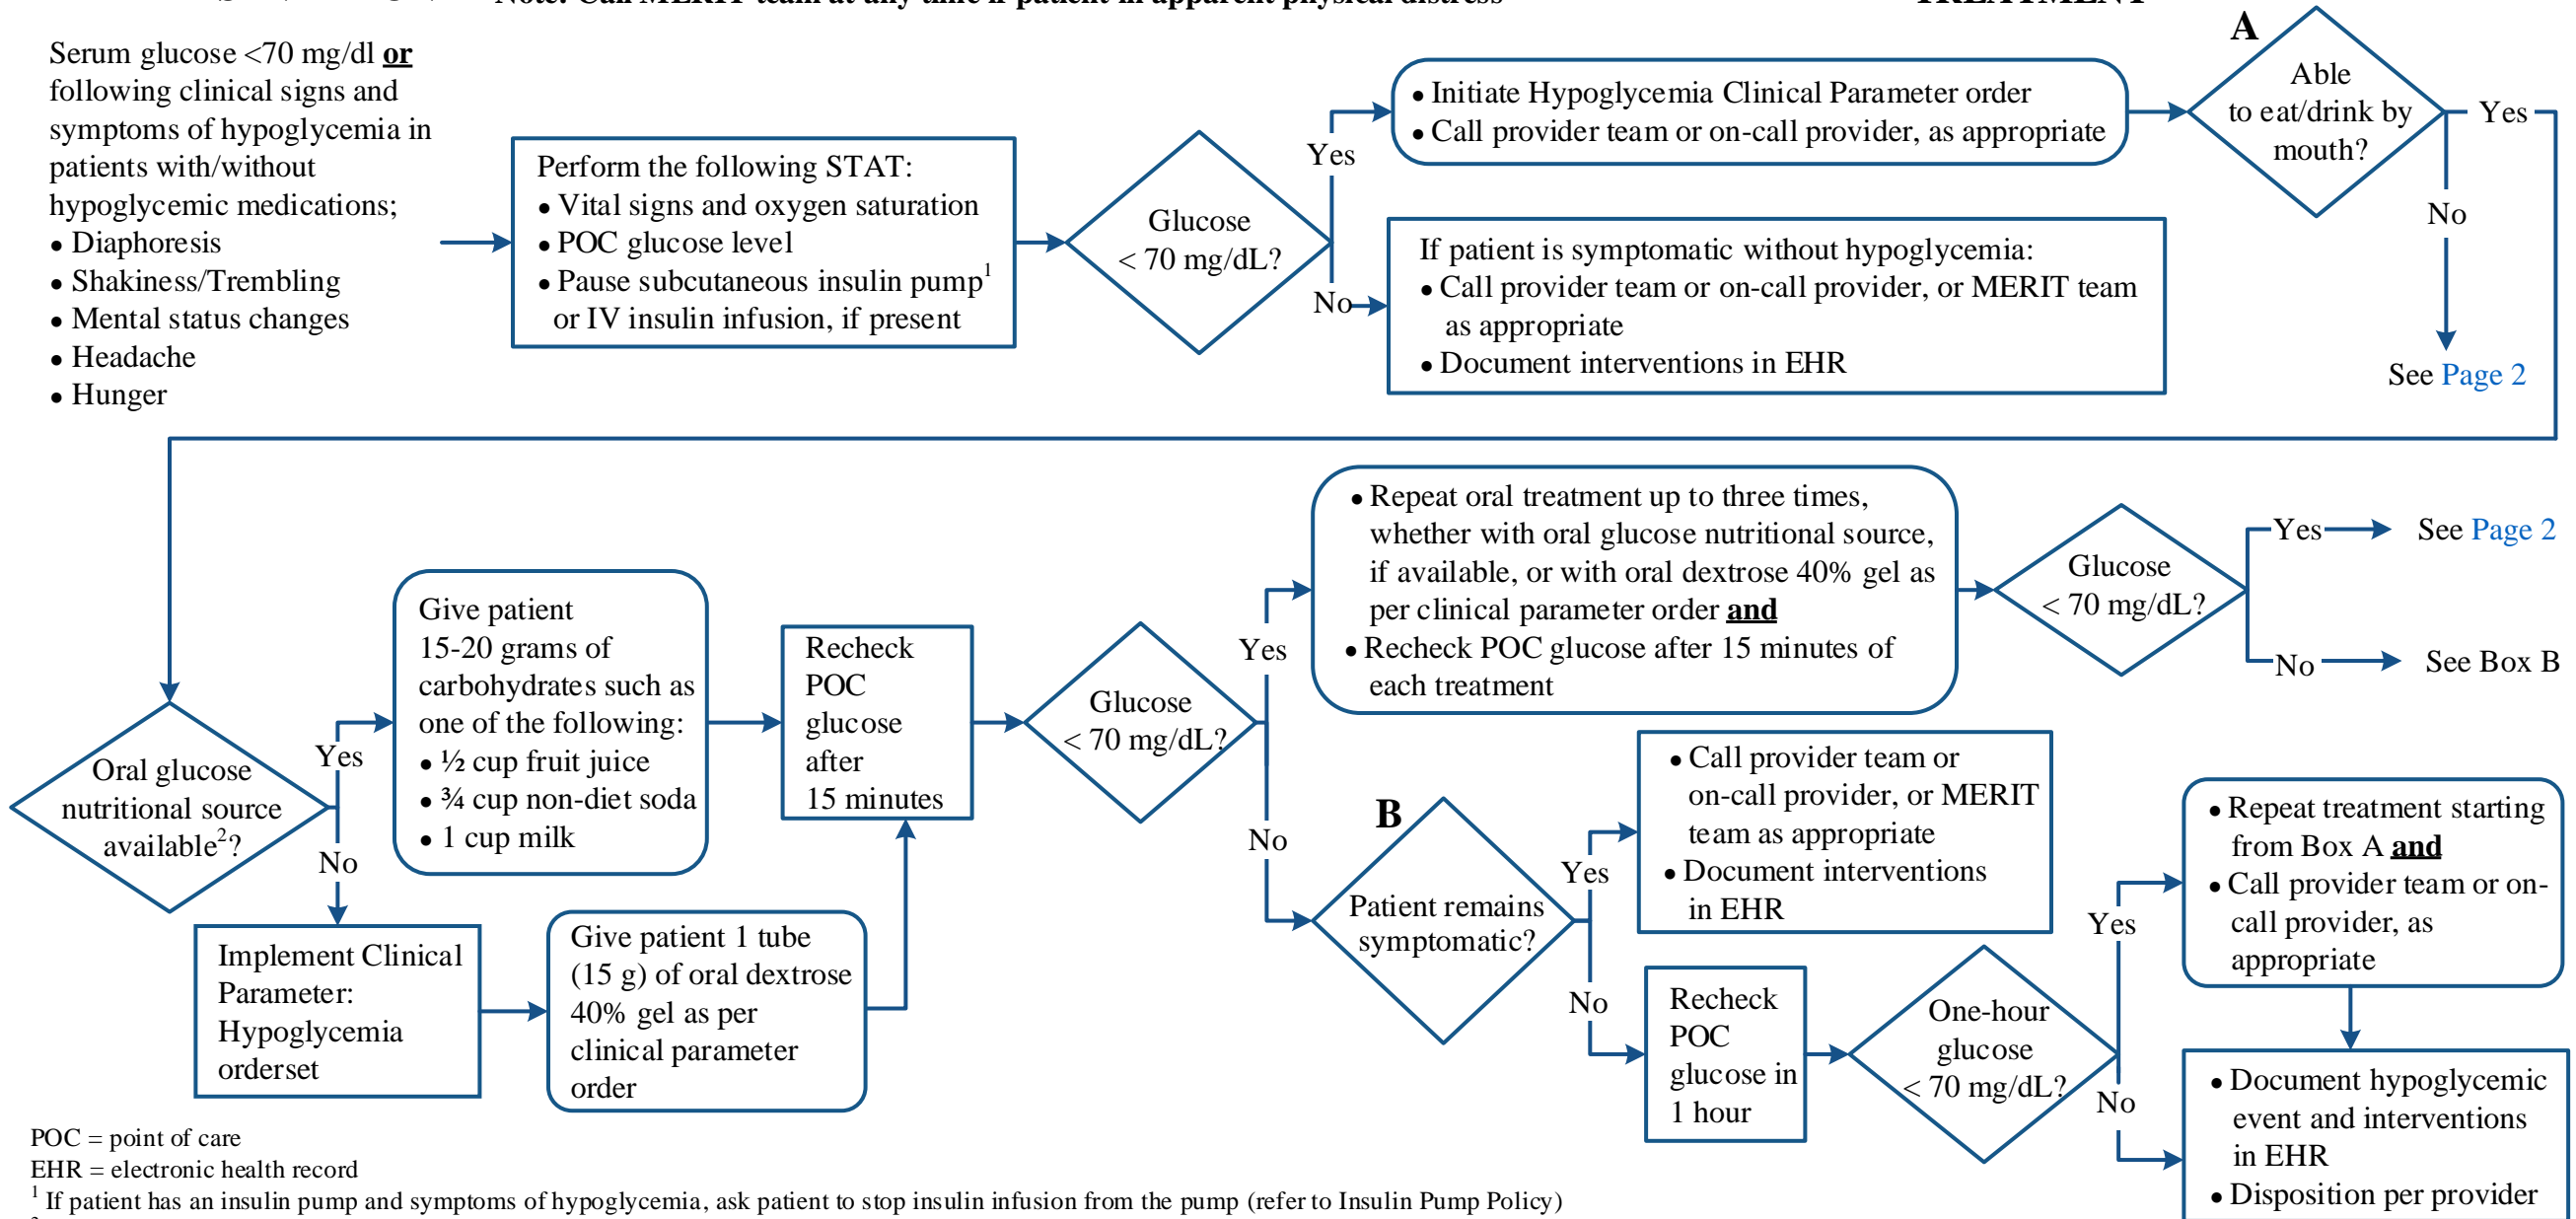 Note: Call MERIT team at any time if patient in apparent physical distress
TREATMENT
Serum glucose <70 mg/dl or
following clinical signs and
symptoms of hypoglycemia in
patients with/without
hypoglycemic medications;
● Diaphoresis
● Shakiness/Trembling
● Mental status changes
● Headache
● Hunger
Perform the following STAT:
● Vital signs and oxygen saturation
● POC glucose level
● Pause subcutaneous insulin pump1
or IV insulin infusion, if present
Glucose
< 70 mg/dL?
Yes
No
● Initiate Hypoglycemia Clinical Parameter order
● Call provider team or on-call provider, as appropriate
If patient is symptomatic without hypoglycemia:
● Call provider team or on-call provider, or MERIT team
as appropriate
● Document interventions in EHR
A
Able
to eat/drink by
mouth?
Yes
No
See Page 2
Oral glucose
nutritional source
available2?
Yes
No
Give patient
15-20 grams of
carbohydrates such as
one of the following:
● ½ cup fruit juice
● ¾ cup non-diet soda
● 1 cup milk
Implement Clinical
Parameter:
Hypoglycemia
orderset
Give patient 1 tube
(15 g) of oral dextrose
40% gel as per
clinical parameter
order
Recheck
POC
glucose
after
15 minutes
Glucose
< 70 mg/dL?
Yes
No
● Repeat oral treatment up to three times,
whether with oral glucose nutritional source,
if available, or with oral dextrose 40% gel as
per clinical parameter order and
● Recheck POC glucose after 15 minutes of
each treatment
Glucose
< 70 mg/dL?
Yes
See Page 2
No
See Box B
B
Patient remains
symptomatic?
Yes
No
● Call provider team or
on-call provider, or MERIT
team as appropriate
● Document interventions
in EHR
Recheck
POC
glucose in
1 hour
One-hour
glucose
< 70 mg/dL?
Yes
No
● Repeat treatment starting
from Box A and
● Call provider team or on-
call provider, as
appropriate
● Document hypoglycemic
event and interventions
in EHR
● Disposition per provider
POC = point of care
EHR = electronic health record
1 If patient has an insulin pump and symptoms of hypoglycemia, ask patient to stop insulin infusion from the pump (refer to Insulin Pump Policy)